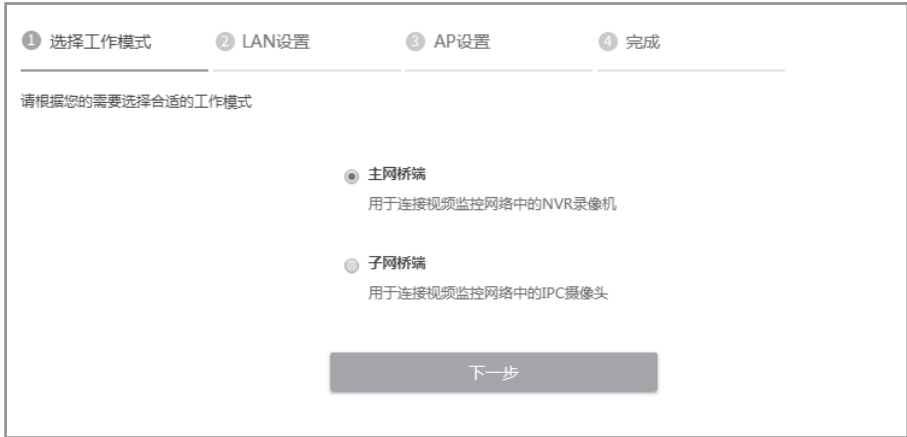 1 选择工作模式 2 LAN设置 3 AP设置 4 完成
请根据您的需要选择合适的工作模式
主网桥端
用于连接视频监控网络中的NVR录像机
子网桥端
用于连接视频监控网络中的IPC摄像头
下一步